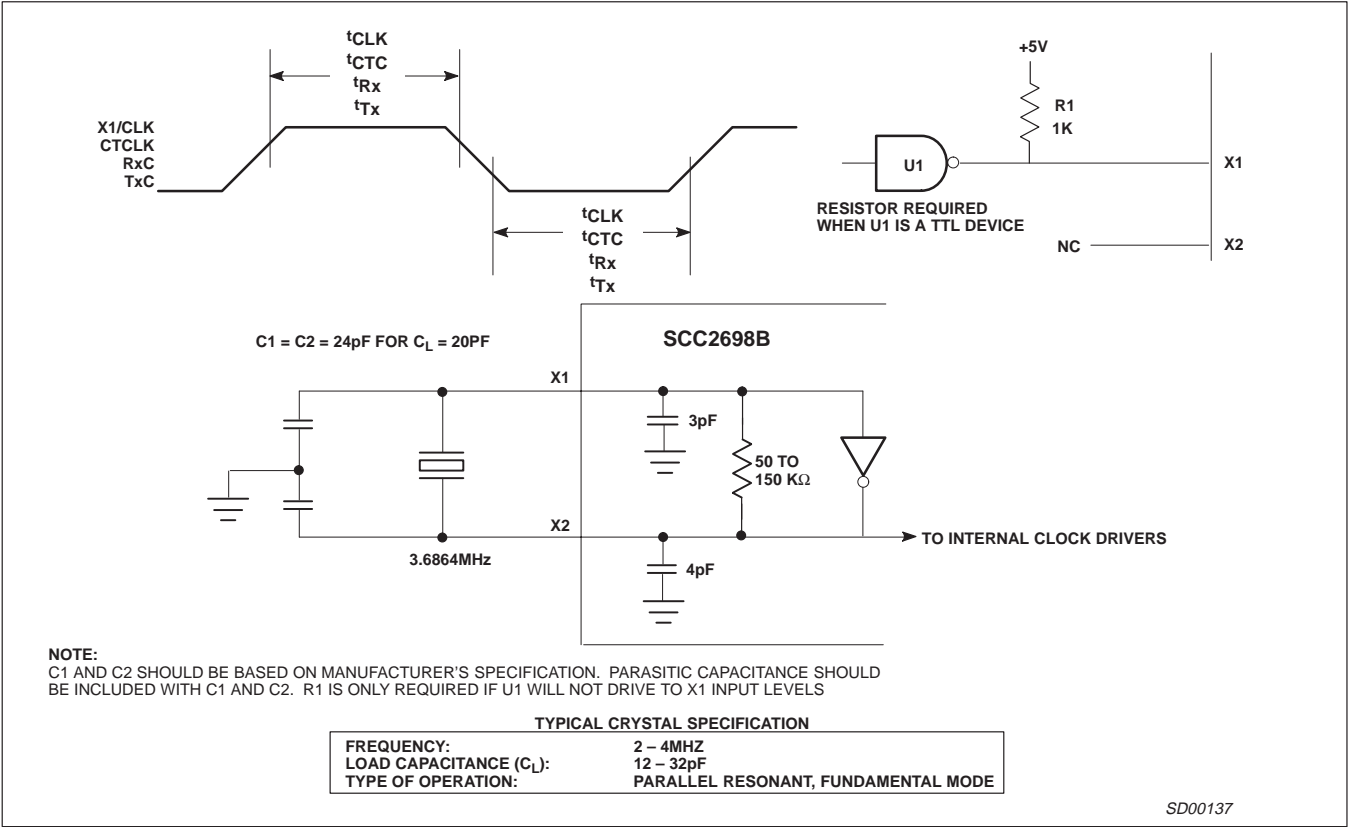 tCLK
tCTC
tRx
tTx
X1/CLK
CTCLK
RxC
TxC
tCLK
tCTC
tRx
tTx
+5V
R1
1K
U1
X1
RESISTOR REQUIRED
WHEN U1 IS A TTL DEVICE
NC
X2
C1 = C2 = 24pF FOR CL = 20PF
SCC2698B
X1
3pF
50 TO
150 KΩ
X2
TO INTERNAL CLOCK DRIVERS
3.6864MHz
4pF
NOTE:
C1 AND C2 SHOULD BE BASED ON MANUFACTURER'S SPECIFICATION. PARASITIC CAPACITANCE SHOULD
BE INCLUDED WITH C1 AND C2. R1 IS ONLY REQUIRED IF U1 WILL NOT DRIVE TO X1 INPUT LEVELS
TYPICAL CRYSTAL SPECIFICATION
FREQUENCY: 2 – 4MHZ
LOAD CAPACITANCE (CL): 12 – 32pF
TYPE OF OPERATION: PARALLEL RESONANT, FUNDAMENTAL MODE
SD00137